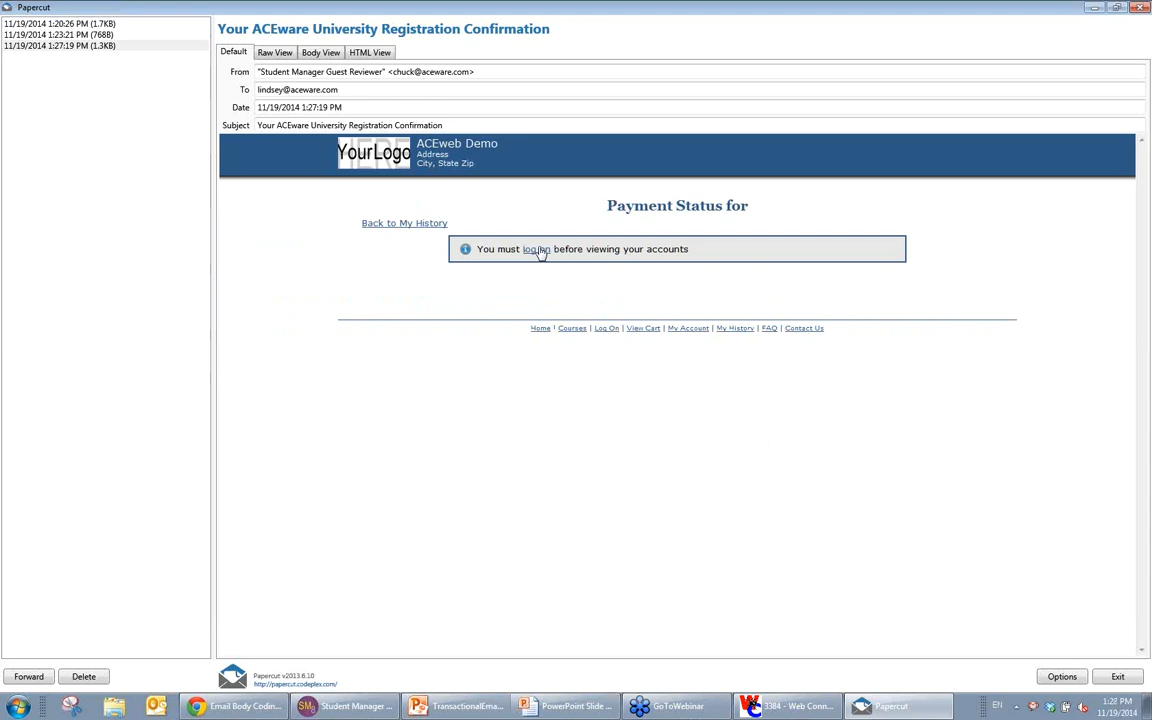 Papercut
11/19/2014 1:20:26 PM (1.7KB)
11/19/2014 1:23:21 PM (768B)
11/19/2014 1:27:19 PM (1.3KB)
Your ACEware University Registration Confirmation
Default Raw View Body View HTML View
From "Student Manager Guest Reviewer" <chuck@aceware.com>
To lindsey@aceware.com
Date 11/19/2014 1:27:19 PM
Subject Your ACEware University Registration Confirmation
YourLogo
HERE
ACEweb Demo
Address
City, State Zip
Payment Status for
Back to My History
You must log on before viewing your accounts
Home | Courses | Log On | View Cart | My Account | My History | FAQ | Contact Us
Forward Delete
Papercut v2013.6.10
http://papercut.codeplex.com/
Options Exit
Email Body Codin... Student Manager ... TransactionalEma... PowerPoint Slide ... GoToWebinar 3384 - Web Conn... Papercut
EN
1:28 PM
11/19/2014